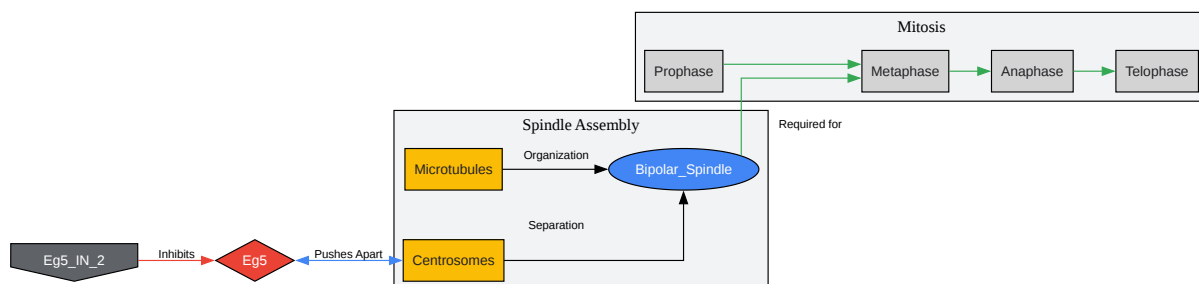 Mitosis
Prophase
Metaphase
Anaphase
Telophase
Required for
Spindle Assembly
Microtubules
Organization
Bipolar_Spindle
Separation
Eg5_IN_2
Inhibits
Eg5
Pushes Apart
Centrosomes